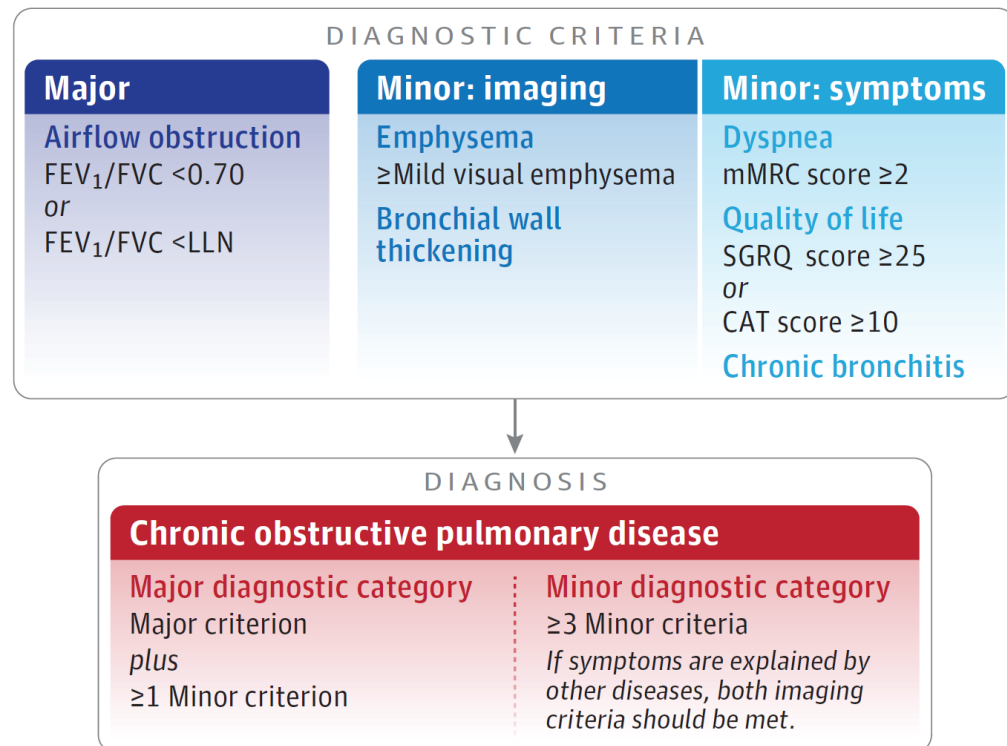 DIAGNOSTIC CRITERIA
Major
Airflow obstruction
FEV₁/FVC <0.70
or
FEV₁/FVC <LLN
Minor: imaging
Emphysema
≥Mild visual emphysema
Bronchial wall
thickening
Minor: symptoms
Dyspnea
mMRC score ≥2
Quality of life
SGRQ score ≥25
or
CAT score ≥10
Chronic bronchitis
DIAGNOSIS
Chronic obstructive pulmonary disease
Major diagnostic category
Major criterion
plus
≥1 Minor criterion
Minor diagnostic category
≥3 Minor criteria
If symptoms are explained by
other diseases, both imaging
criteria should be met.